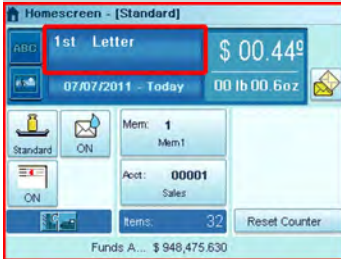 Homescreen - [Standard]
ABC
1st Letter
$ 00.449
07/07/2011 - Today
00 lb 00.6oz
Standard
ON
Mem: 1
Mem1
ON
Acct: 00001
Sales
Items: 32
Reset Counter
Funds A... $ 948,475.630